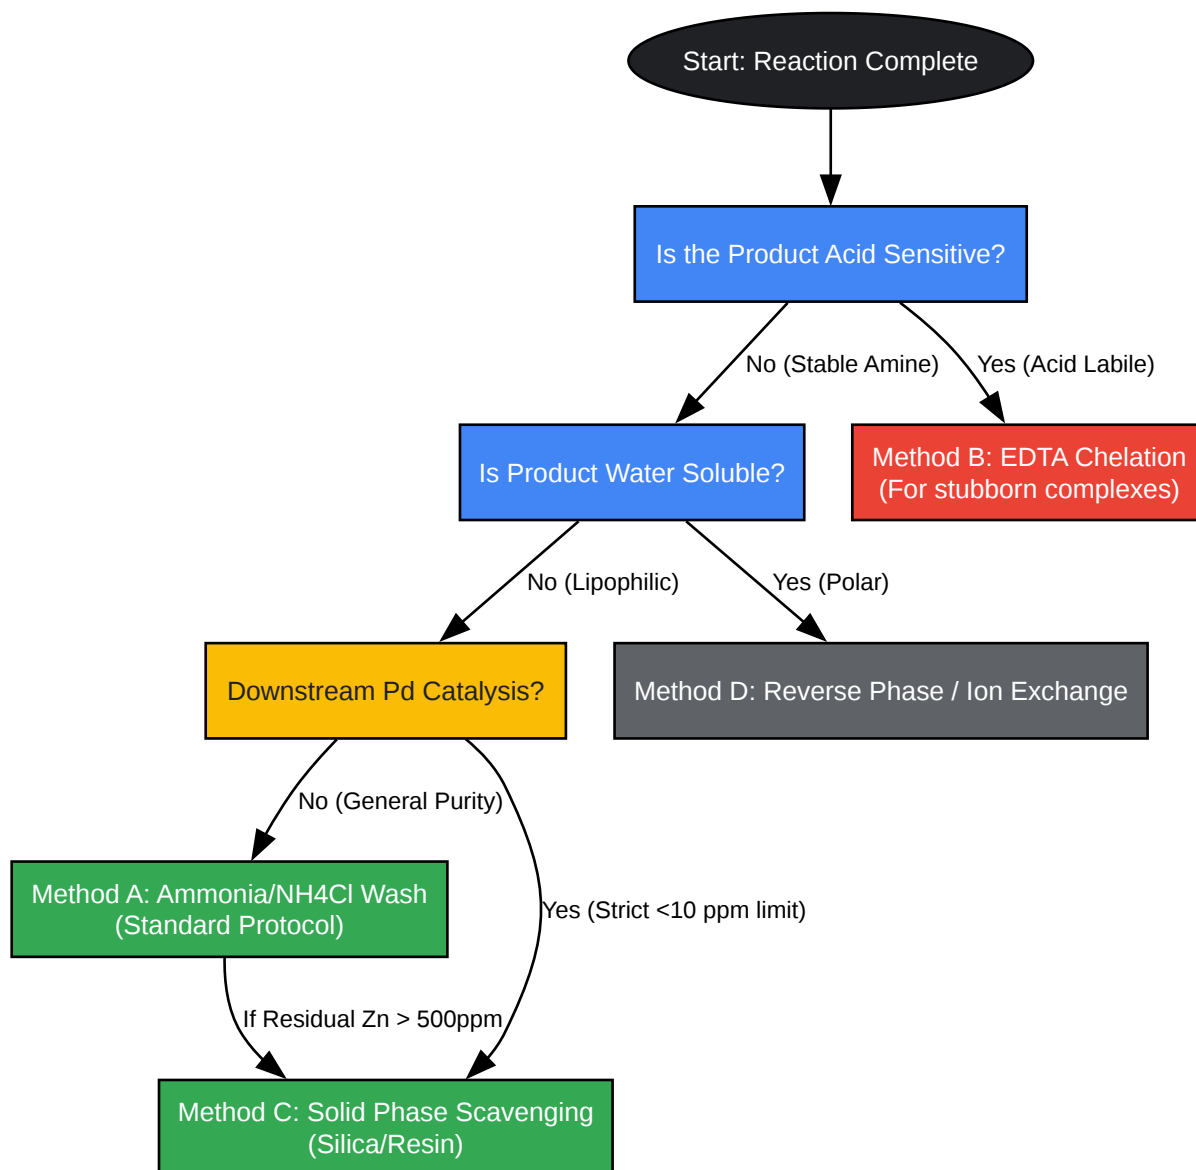 Start: Reaction Complete
Is the Product Acid Sensitive?
No (Stable Amine)
Yes (Acid Labile)
Is Product Water Soluble?
Method B: EDTA Chelation
(For stubborn complexes)
No (Lipophilic)
Yes (Polar)
Downstream Pd Catalysis?
Method D: Reverse Phase / Ion Exchange
No (General Purity)
Method A: Ammonia/NH4Cl Wash
(Standard Protocol)
Yes (Strict <10 ppm limit)
If Residual Zn > 500ppm
Method C: Solid Phase Scavenging
(Silica/Resin)